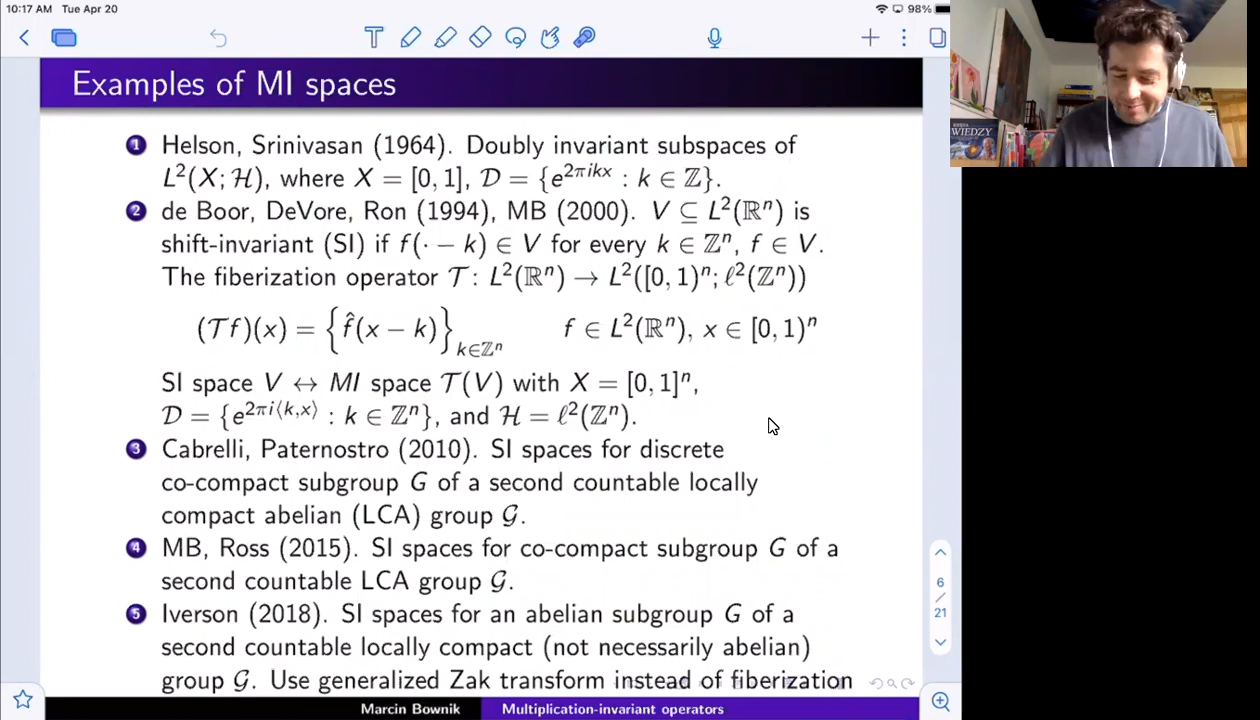 10:17 AM Tue Apr 20
98%
Examples of MI spaces
1 Helson, Srinivasan (1964). Doubly invariant subspaces of
L²(X; ℋ), where X = [0, 1], 𝒟 = {e^{2πikx} : k ∈ ℤ}.
2 de Boor, DeVore, Ron (1994), MB (2000). V ⊆ L²(ℝⁿ) is
shift-invariant (SI) if f(· − k) ∈ V for every k ∈ ℤⁿ, f ∈ V.
The fiberization operator 𝒯 : L²(ℝⁿ) → L²([0, 1)ⁿ; ℓ²(ℤⁿ))
(𝒯f)(x) = {f̂(x − k)}_{k∈ℤⁿ} f ∈ L²(ℝⁿ), x ∈ [0, 1)ⁿ
SI space V ↔ MI space 𝒯(V) with X = [0, 1]ⁿ,
𝒟 = {e^{2πi⟨k,x⟩} : k ∈ ℤⁿ}, and ℋ = ℓ²(ℤⁿ).
3 Cabrelli, Paternostro (2010). SI spaces for discrete
co-compact subgroup G of a second countable locally
compact abelian (LCA) group 𝒢.
4 MB, Ross (2015). SI spaces for co-compact subgroup G of a
second countable LCA group 𝒢.
5 Iverson (2018). SI spaces for an abelian subgroup G of a
second countable locally compact (not necessarily abelian)
group 𝒢. Use generalized Zak transform instead of fiberization
Marcin Bownik Multiplication-invariant operators
6
/
21
WIEDZY